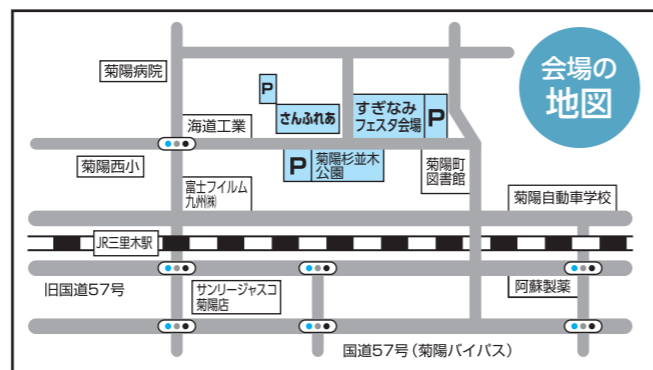 会場の
地図
菊陽病院
P
さんふれあ
すぎなみ
フェスタ会場
P
海道工業
菊陽西小
P
菊陽杉並木
公園
菊陽町
図書館
富士フイルム
九州㈱
菊陽自動車学校
JR三里木駅
旧国道57号
サンリージャスコ
菊陽店
阿蘇製薬
国道57号(菊陽バイパス)